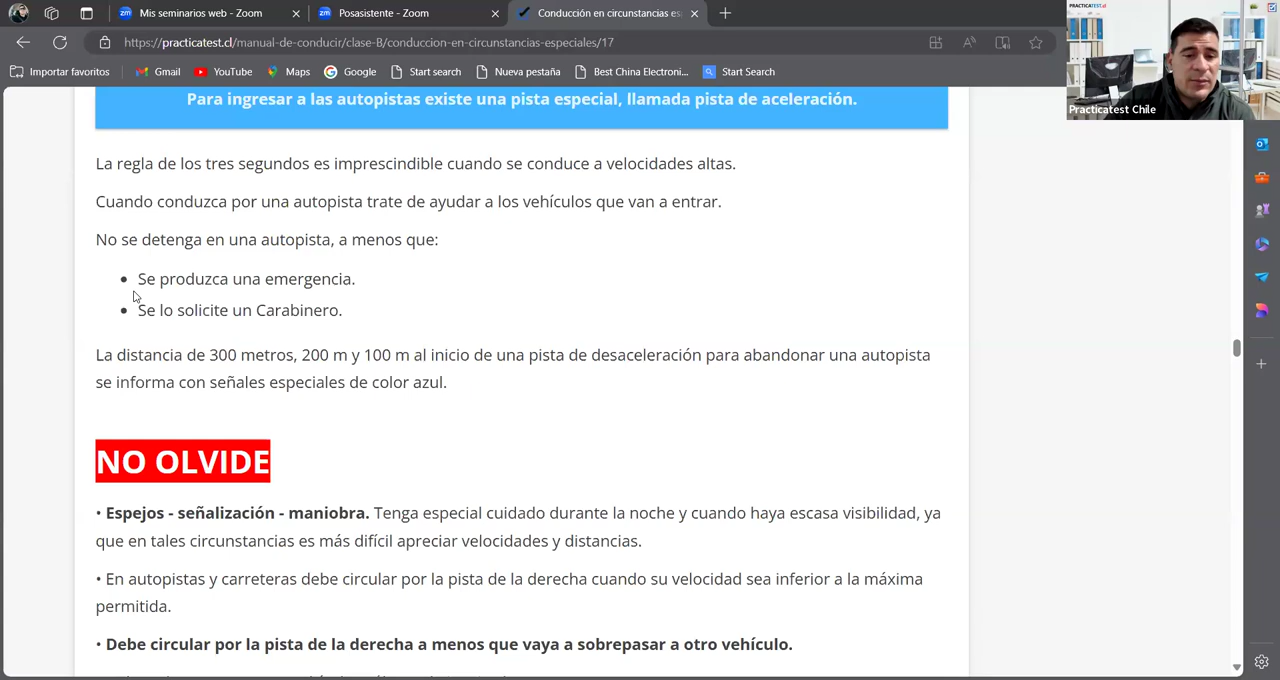 Mis seminarios web - Zoom
Posasistente - Zoom
Conducción en circunstancias es
https://practicatest.cl/manual-de-conducir/clase-B/conduccion-en-circunstancias-especiales/17
Importar favoritos
Gmail
YouTube
Maps
Google
Start search
Nueva pestaña
Best China Electroni...
Start Search
PRACTICATEST.cl
Practicatest Chile
Para ingresar a las autopistas existe una pista especial, llamada pista de aceleración.
La regla de los tres segundos es imprescindible cuando se conduce a velocidades altas.
Cuando conduzca por una autopista trate de ayudar a los vehículos que van a entrar.
No se detenga en una autopista, a menos que:
• Se produzca una emergencia.
• Se lo solicite un Carabinero.
La distancia de 300 metros, 200 m y 100 m al inicio de una pista de desaceleración para abandonar una autopista
se informa con señales especiales de color azul.
NO OLVIDE
• Espejos - señalización - maniobra. Tenga especial cuidado durante la noche y cuando haya escasa visibilidad, ya
que en tales circunstancias es más difícil apreciar velocidades y distancias.
• En autopistas y carreteras debe circular por la pista de la derecha cuando su velocidad sea inferior a la máxima
permitida.
• Debe circular por la pista de la derecha a menos que vaya a sobrepasar a otro vehículo.